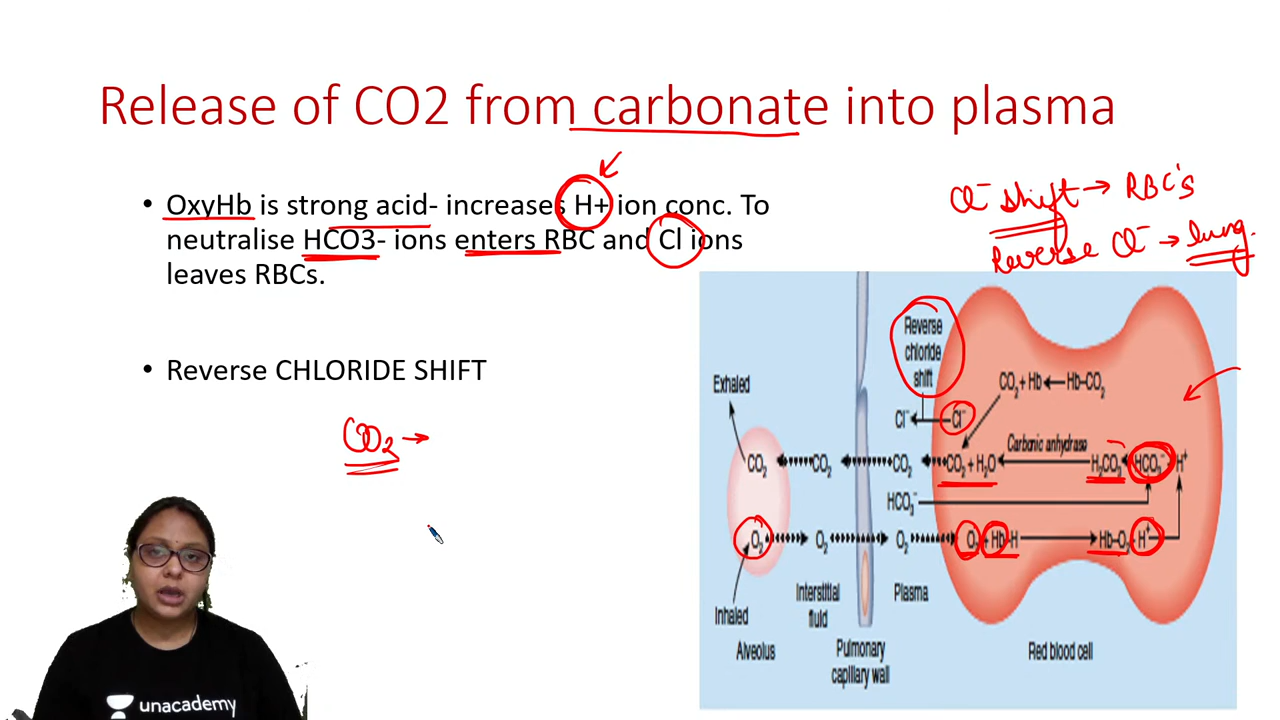 Release of CO2 from carbonate into plasma
• OxyHb is strong acid- increases H+ ion conc. To
neutralise HCO3- ions enters RBC and Cl ions
leaves RBCs.
• Reverse CHLORIDE SHIFT
CO2 →
Cl⁻ shift → RBC's
Reverse Cl⁻ → lung.
Reverse
chloride
shift
Exhaled
CO₂ + Hb ← Hb–CO₂
Cl⁻ ← Cl⁻
Carbonic anhydrase
CO₂ CO₂ CO₂ CO₂ + H₂O H₂CO₃ HCO₃⁻ H⁺
HCO₃⁻
O₂ O₂ O₂ O₂ + Hb–H Hb–O₂ H⁺
Inhaled
Interstitial
fluid
Plasma
Alveolus
Pulmonary
capillary wall
Red blood cell
unacademy
unacademy